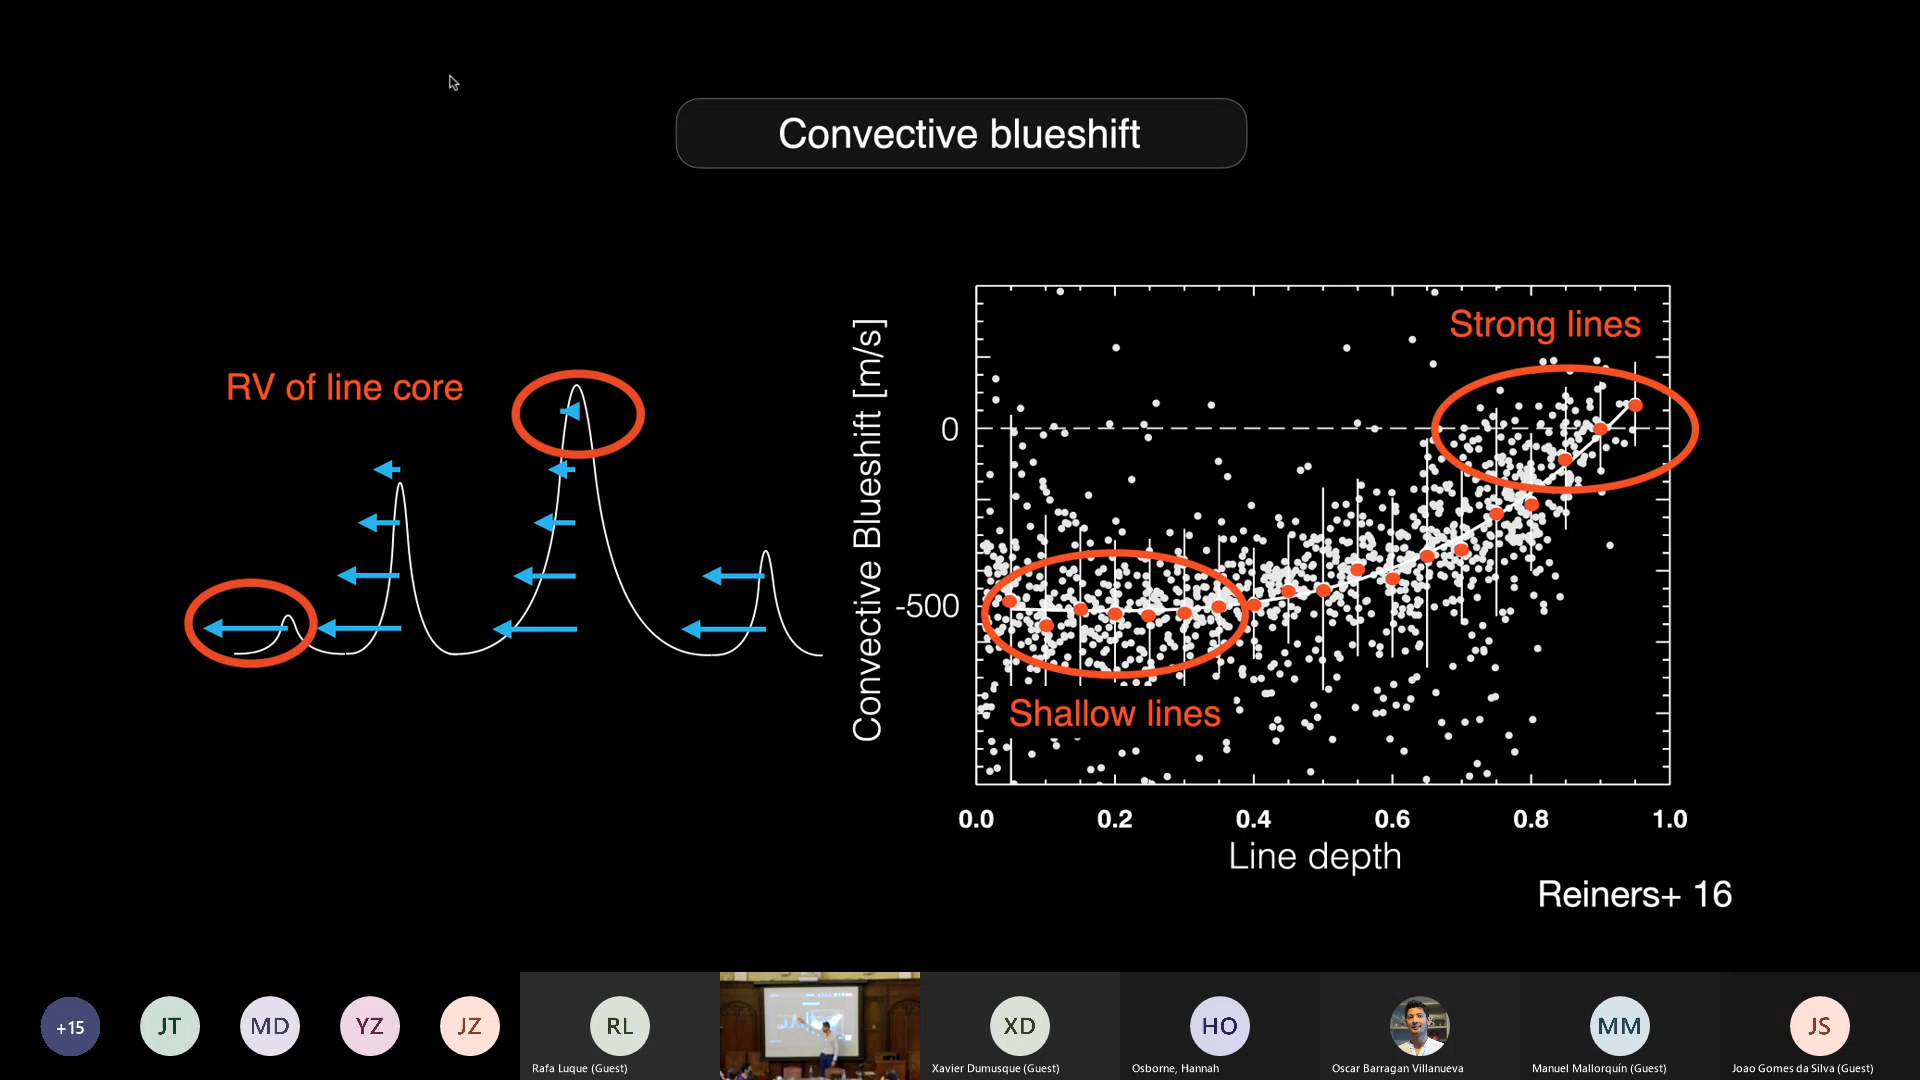 Convective blueshift
RV of line core
Strong lines
Shallow lines
Convective Blueshift [m/s]
0
-500
0.0 0.2 0.4 0.6 0.8 1.0
Line depth
Reiners+ 16
+15
JT
MD
YZ
JZ
RL
Rafa Luque (Guest)
XD
Xavier Dumusque (Guest)
HO
Osborne, Hannah
Oscar Barragan Villanueva
MM
Manuel Mallorquín (Guest)
JS
Joao Gomes da Silva (Guest)